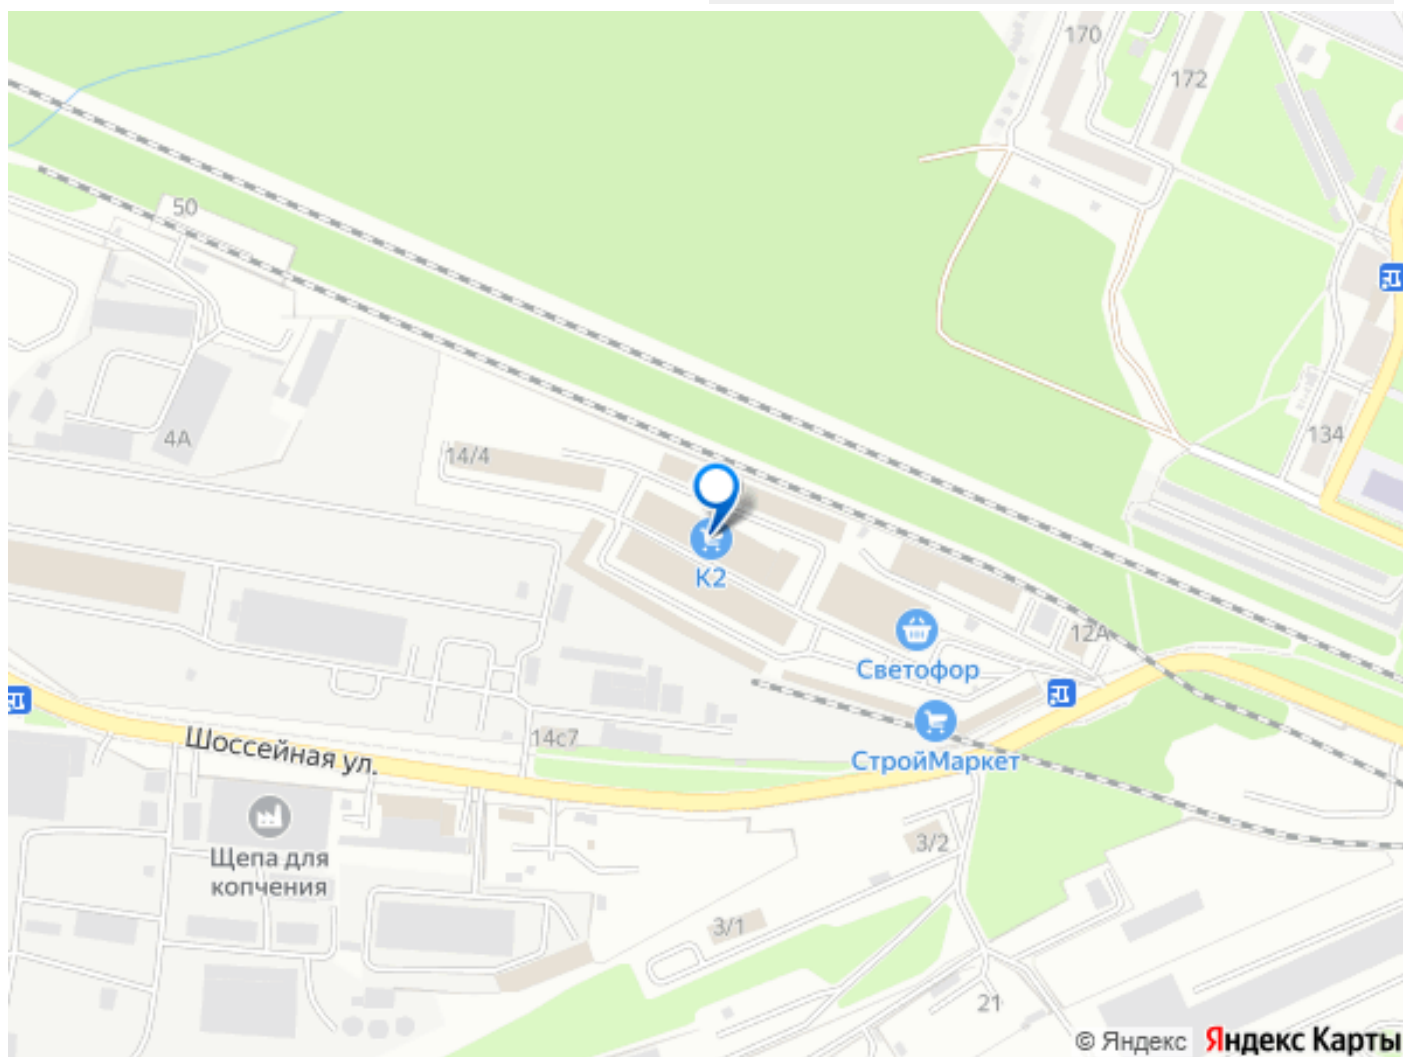 170
172
50
134
4А
14/4
К2
12А
Светофор
14с7
Шоссейная ул.
СтройМаркет
Щепа для
копчения
3/2
3/1
21
© Яндекс Яндекс Карты